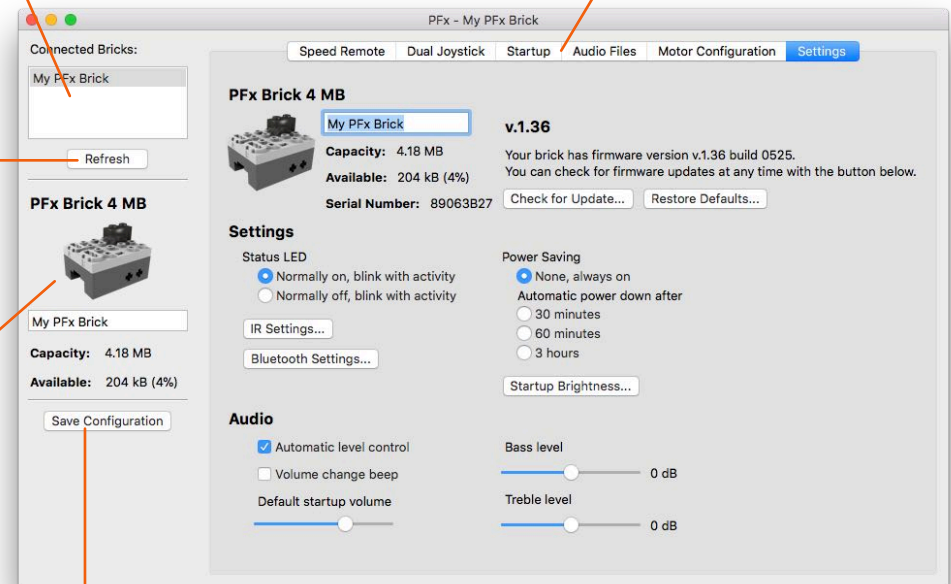 PFx - My PFx Brick
Connected Bricks:
My PFx Brick
Refresh
PFx Brick 4 MB
My PFx Brick
Capacity: 4.18 MB
Available: 204 kB (4%)
Save Configuration
Speed Remote Dual Joystick Startup Audio Files Motor Configuration Settings
PFx Brick 4 MB
My PFx Brick
Capacity: 4.18 MB
Available: 204 kB (4%)
Serial Number: 89063B27
v.1.36
Your brick has firmware version v.1.36 build 0525.
You can check for firmware updates at any time with the button below.
Check for Update... Restore Defaults...
Settings
Status LED
Normally on, blink with activity
Normally off, blink with activity
IR Settings...
Bluetooth Settings...
Power Saving
None, always on
Automatic power down after
30 minutes
60 minutes
3 hours
Startup Brightness...
Audio
Automatic level control
Volume change beep
Default startup volume
Bass level
0 dB
Treble level
0 dB